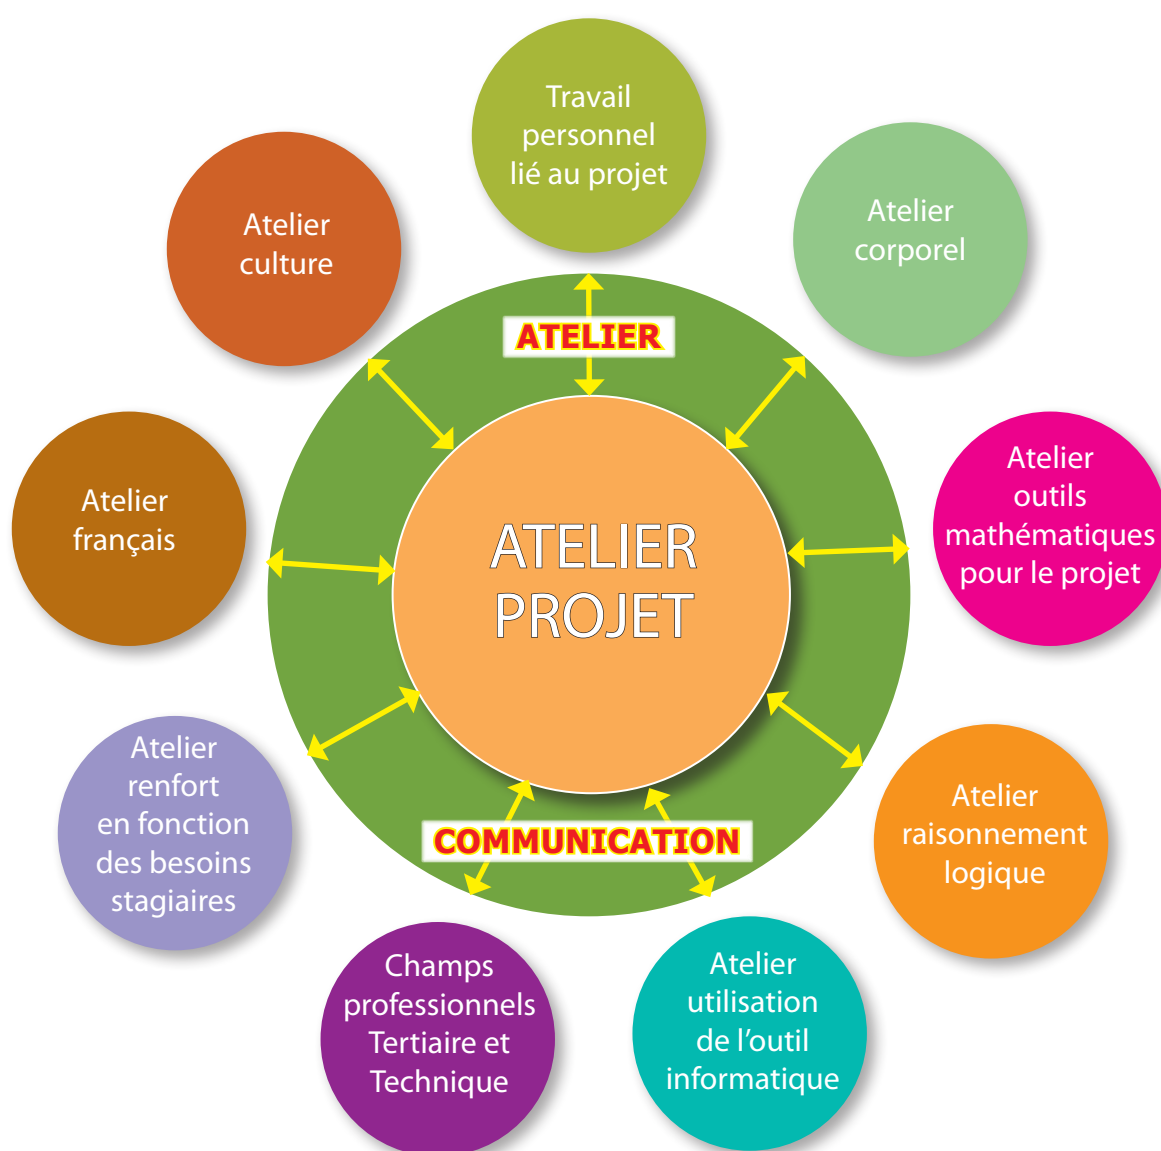 Travail
personnel
lié au projet
Atelier
culture
Atelier
corporel
ATELIER
Atelier
français
Atelier
outils
mathématiques
pour le projet
ATELIER
PROJET
Atelier
renfort
en fonction
des besoins
stagiaires
Atelier
raisonnement
logique
COMMUNICATION
Champs
professionnels
Tertiaire et
Technique
Atelier
utilisation
de l’outil
informatique